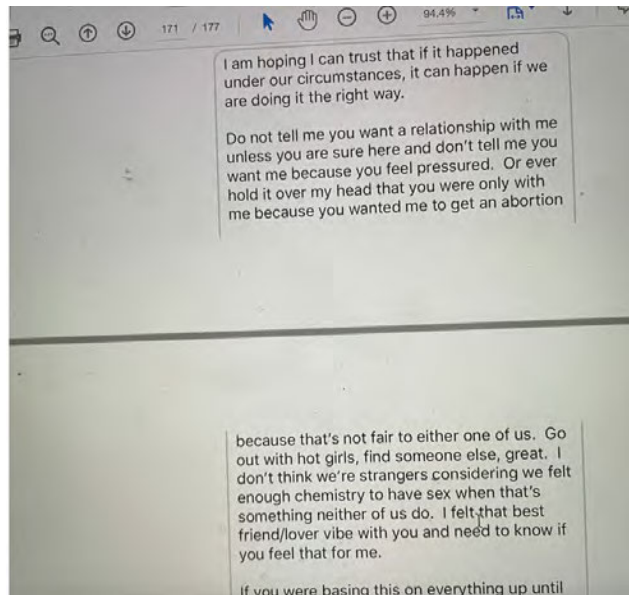 171 / 177
94.4%
I am hoping I can trust that if it happened
under our circumstances, it can happen if we
are doing it the right way.
Do not tell me you want a relationship with me
unless you are sure here and don't tell me you
want me because you feel pressured.  Or ever
hold it over my head that you were only with
me because you wanted me to get an abortion
because that's not fair to either one of us.  Go
out with hot girls, find someone else, great.  I
don't think we're strangers considering we felt
enough chemistry to have sex when that's
something neither of us do.  I felt that best
friend/lover vibe with you and need to know if
you feel that for me.
If you were basing this on everything up until